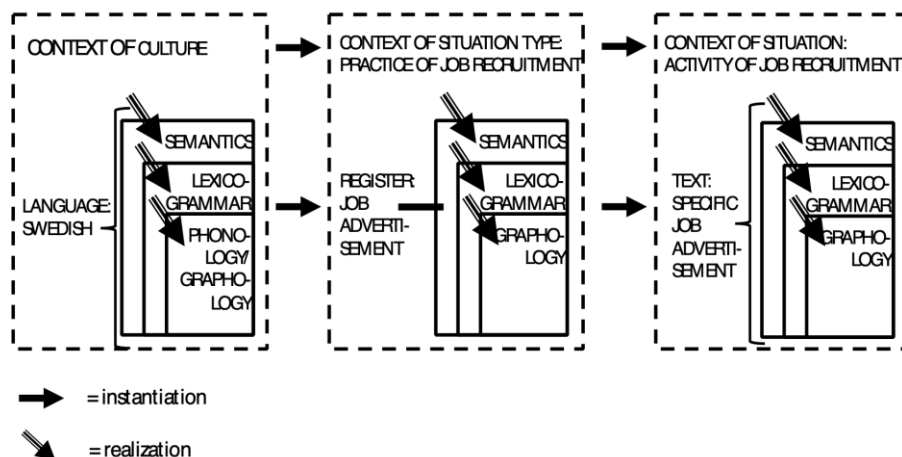 CONTEXT OF CULTURE
LANGUAGE:
SWEDISH
SEMANTICS
LEXICO-
GRAMMAR
PHONO-
LOGY/
GRAPHO-
LOGY
CONTEXT OF SITUATION TYPE:
PRACTICE OF JOB RECRUITMENT
REGISTER:
JOB
ADVERTI-
SEMENT
SEMANTICS
LEXICO-
GRAMMAR
GRAPHO-
LOGY
CONTEXT OF SITUATION:
ACTIVITY OF JOB RECRUITMENT
TEXT:
SPECIFIC
JOB
ADVERTI-
SEMENT
SEMANTICS
LEXICO-
GRAMMAR
GRAPHO-
LOGY
= instantiation
= realization